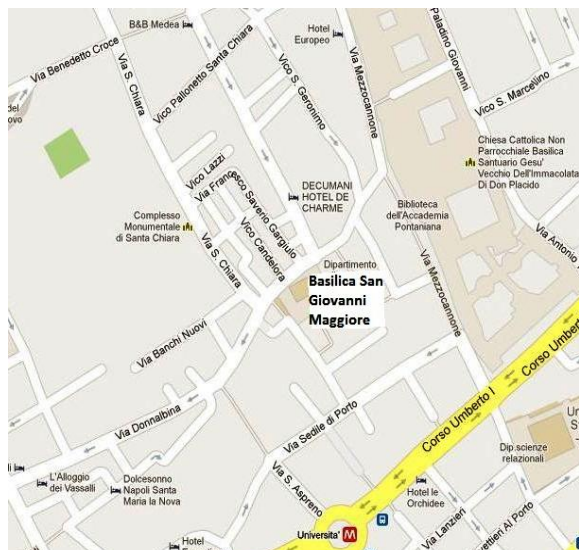 B&B Medea
Hotel
Europeo
Paladino Giovanni
Via Benedetto Croce
Via S. Chiara
Vico Pallonetto Santa Chiara
Vico S. Geronimo
Via Mezzocannone
Vico S. Marcelino
del
ovo
Chiesa Cattolica Non
Parrocchiale Basilica
Santuario Gesu'
Vecchio Dell'Immacolata
Di Don Placido
Vico Lazzi
Via Francesco Saverio Gargiulo
DECUMANI
HOTEL DE
CHARME
Biblioteca
dell'Accademia
Pontaniana
Complesso
Monumentale
di Santa Chiara
Vico Candelora
Via S. Chiara
Via Antonio
Dipartimento
Basilica San
Giovanni
Maggiore
Via Mezzocannone
Via Banchi Nuovi
Corso Umberto
Corso Umberto I
Via Donnalbina
Via Sedile di Porto
Un
S
Dip.scienze
relazionali
L'Alloggio
dei Vassalli
Dolcesonno
Napoli Santa
Maria la Nova
Via S. Aspreno
Hotel le
Orchidee
Universita'
M
Via Lanzieri
ettieri Al Porto
Hotel